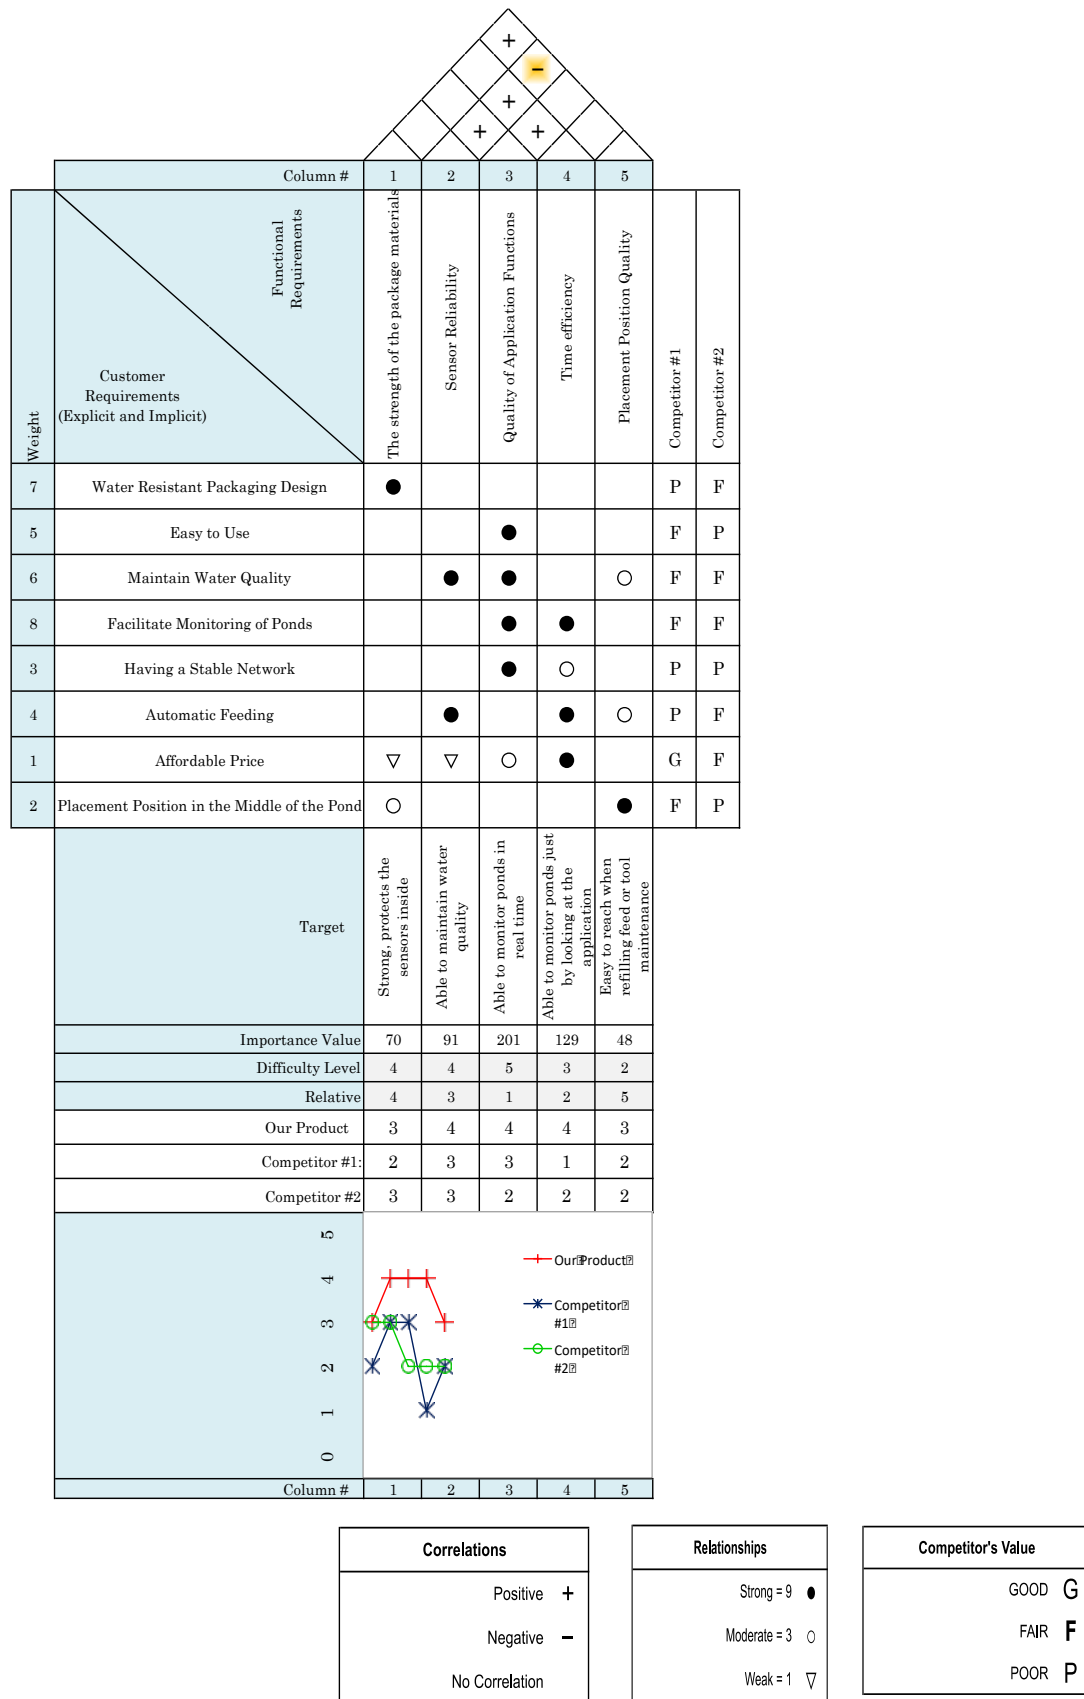 +
−
+
+ +
Column # 1 2 3 4 5
Weight
Functional
Requirements
Customer
Requirements
(Explicit and Implicit)
The strength of the package materials
Sensor Reliability
Quality of Application Functions
Time efficiency
Placement Position Quality
Competitor #1
Competitor #2
7 Water Resistant Packaging Design ● P F
5 Easy to Use ● F P
6 Maintain Water Quality ● ● ○ F F
8 Facilitate Monitoring of Ponds ● ● F F
3 Having a Stable Network ● ○ P P
4 Automatic Feeding ● ● ○ P F
1 Affordable Price ▽ ▽ ○ ● G F
2 Placement Position in the Middle of the Pond ○ ● F P
Target
Strong, protects the
sensors inside
Able to maintain water
quality
Able to monitor ponds in
real time
Able to monitor ponds just
by looking at the
application
Easy to reach when
refilling feed or tool
maintenance
Importance Value 70 91 201 129 48
Difficulty Level 4 4 5 3 2
Relative 4 3 1 2 5
Our Product 3 4 4 4 3
Competitor #1: 2 3 3 1 2
Competitor #2 3 3 2 2 2
5
4
3
2
1
0
Our Product
Competitor
#1
Competitor
#2
Column # 1 2 3 4 5
Correlations
Positive +
Negative −
No Correlation
Relationships
Strong = 9 ●
Moderate = 3 ○
Weak = 1 ▽
Competitor's Value
GOOD G
FAIR F
POOR P